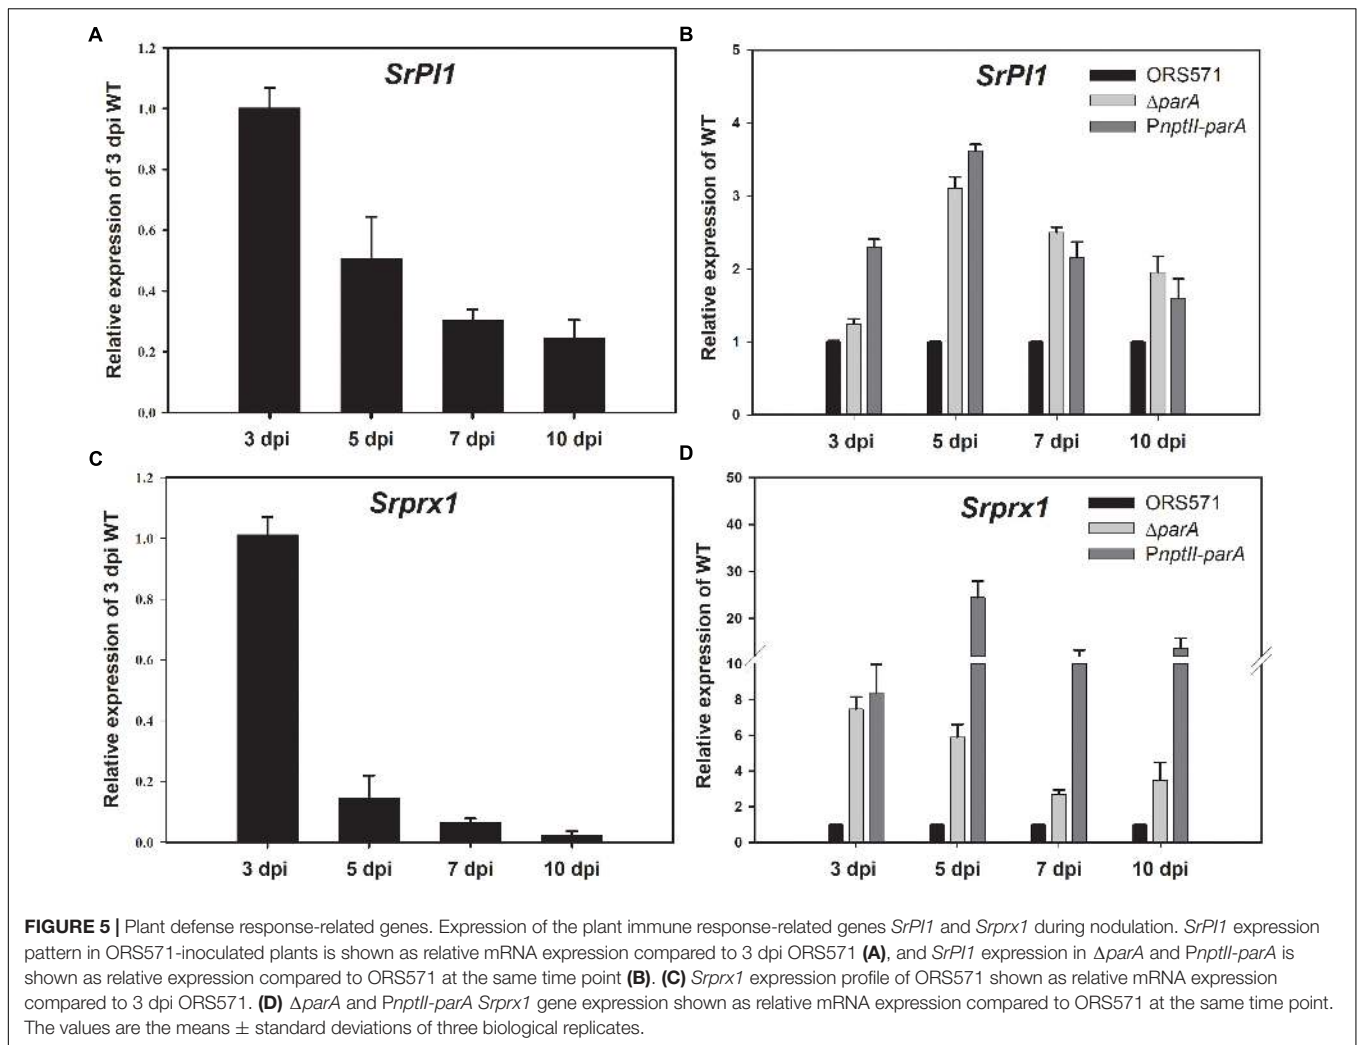 A
B
1.2
1.0
0.8
0.6
0.4
0.2
0.0
Relative expression of 3 dpi WT
SrPI1
3 dpi 5 dpi 7 dpi 10 dpi
5
4
3
2
1
0
Relative expression of WT
SrPI1
ORS571
ΔparA
PnptII-parA
3 dpi 5 dpi 7 dpi 10 dpi
C
D
1.2
1.0
0.8
0.6
0.4
0.2
0.0
Relative expression of 3 dpi WT
Srprx1
3 dpi 5 dpi 7 dpi 10 dpi
50
40
30
20
10
8
6
4
2
0
Relative expression of WT
Srprx1
ORS571
ΔparA
PnptII-parA
3 dpi 5 dpi 7 dpi 10 dpi
FIGURE 5 | Plant defense response-related genes. Expression of the plant immune response-related genes SrPI1 and Srprx1 during nodulation. SrPI1 expression
pattern in ORS571-inoculated plants is shown as relative mRNA expression compared to 3 dpi ORS571 (A), and SrPI1 expression in ΔparA and PnptII-parA is
shown as relative expression compared to ORS571 at the same time point (B). (C) Srprx1 expression profile of ORS571 shown as relative mRNA expression
compared to 3 dpi ORS571. (D) ΔparA and PnptII-parA Srprx1 gene expression shown as relative mRNA expression compared to ORS571 at the same time point.
The values are the means ± standard deviations of three biological replicates.